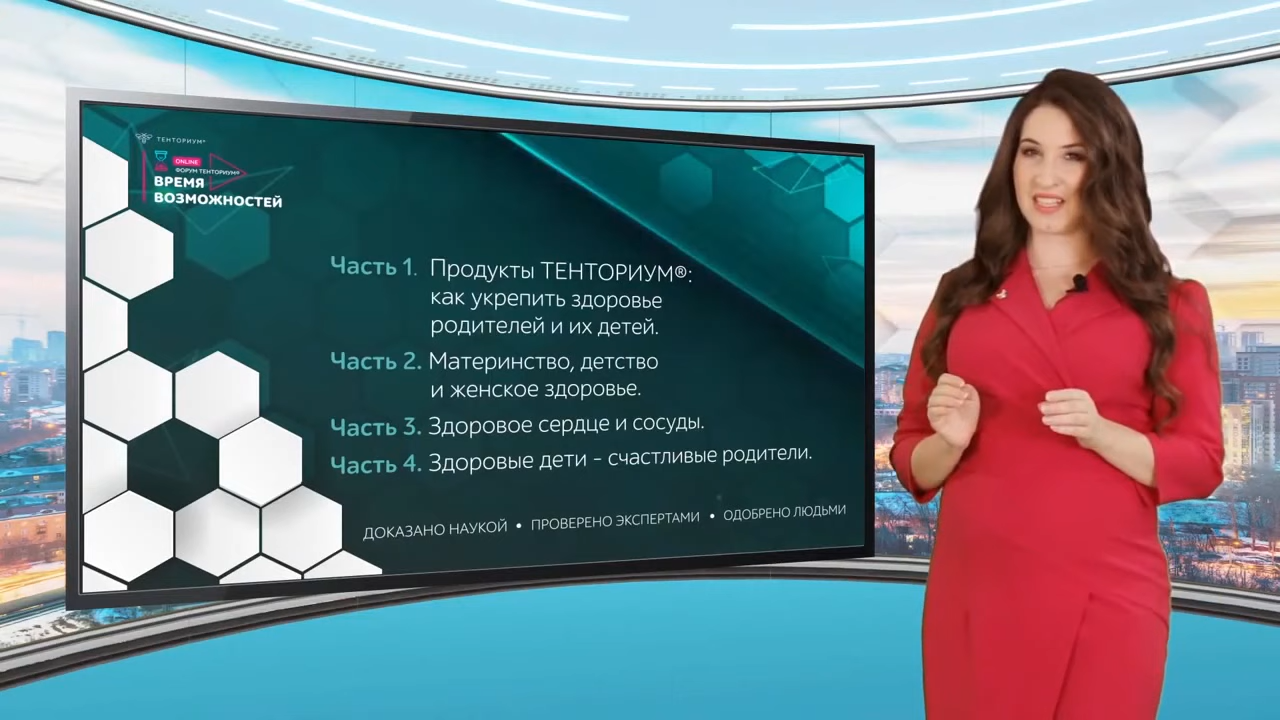 ТЕНТОРИУМ®
ONLINE
ФОРУМ ТЕНТОРИУМ®
ВРЕМЯ
ВОЗМОЖНОСТЕЙ
Часть 1. Продукты ТЕНТОРИУМ®:
как укрепить здоровье
родителей и их детей.
Часть 2. Материнство, детство
и женское здоровье.
Часть 3. Здоровое сердце и сосуды.
Часть 4. Здоровые дети – счастливые родители.
ДОКАЗАНО НАУКОЙ • ПРОВЕРЕНО ЭКСПЕРТАМИ • ОДОБРЕНО ЛЮДЬМИ